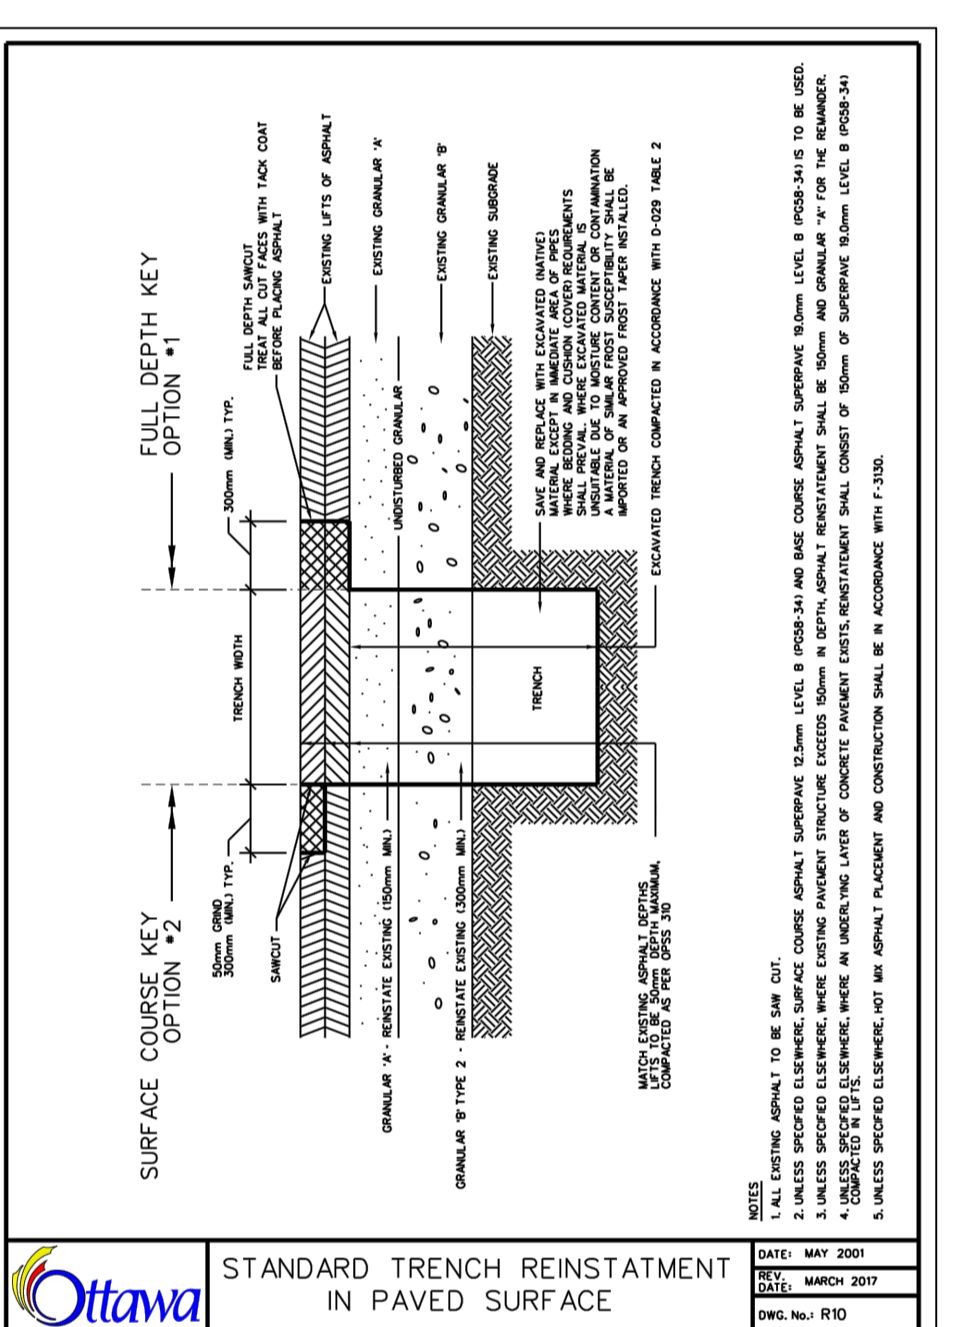 SURFACE COURSE KEY
OPTION #2
FULL DEPTH KEY
OPTION #1
50mm GRIND
300mm (MIN.) TYP.
TRENCH WIDTH
300mm (MIN.) TYP.
FULL DEPTH SAWCUT
TREAT ALL CUT FACES WITH TACK COAT
BEFORE PLACING ASPHALT
SAWCUT
EXISTING LIFTS OF ASPHALT
GRANULAR 'A' - REINSTATE EXISTING (150mm MIN.)
UNDISTURBED GRANULAR
EXISTING GRANULAR 'A'
GRANULAR 'B' TYPE 2 - REINSTATE EXISTING (300mm MIN.)
EXISTING GRANULAR 'B'
EXISTING SUBGRADE
TRENCH
SAVE AND REPLACE WITH EXCAVATED (NATIVE)
MATERIAL EXCEPT IN IMMEDIATE AREA OF PIPES
WHERE BEDDING AND CUSHION (COVER) REQUIREMENTS
SHALL PREVAIL. WHERE EXCAVATED MATERIAL IS
UNSUITABLE DUE TO MOISTURE CONTENT OR CONTAMINATION
A MATERIAL OF SIMILAR FROST SUSCEPTIBILITY SHALL BE
IMPORTED OR AN APPROVED FROST TAPER INSTALLED.
MATCH EXISTING ASPHALT DEPTHS
LIFTS TO BE 50mm DEPTH MAXIMUM,
COMPACTED AS PER OPSS 310
EXCAVATED TRENCH COMPACTED IN ACCORDANCE WITH D-029 TABLE 2
NOTES
1. ALL EXISTING ASPHALT TO BE SAW CUT.
2. UNLESS SPECIFIED ELSEWHERE, SURFACE COURSE ASPHALT SUPERPAVE 12.5mm LEVEL B (PG58-34) AND BASE COURSE ASPHALT SUPERPAVE 19.0mm LEVEL B (PG58-34) IS TO BE USED.
3. UNLESS SPECIFIED ELSEWHERE, WHERE EXISTING PAVEMENT STRUCTURE EXCEEDS 150mm IN DEPTH, ASPHALT REINSTATEMENT SHALL BE 150mm AND GRANULAR "A" FOR THE REMAINDER.
4. UNLESS SPECIFIED ELSEWHERE, WHERE AN UNDERLYING LAYER OF CONCRETE PAVEMENT EXISTS, REINSTATEMENT SHALL CONSIST OF 150mm OF SUPERPAVE 19.0mm LEVEL B (PG58-34)
COMPACTED IN LIFTS.
5. UNLESS SPECIFIED ELSEWHERE, HOT MIX ASPHALT PLACEMENT AND CONSTRUCTION SHALL BE IN ACCORDANCE WITH F-3130.
Ottawa
STANDARD TRENCH REINSTATMENT
IN PAVED SURFACE
DATE: MAY 2001
REV. DATE: MARCH 2017
DWG. No.: R10